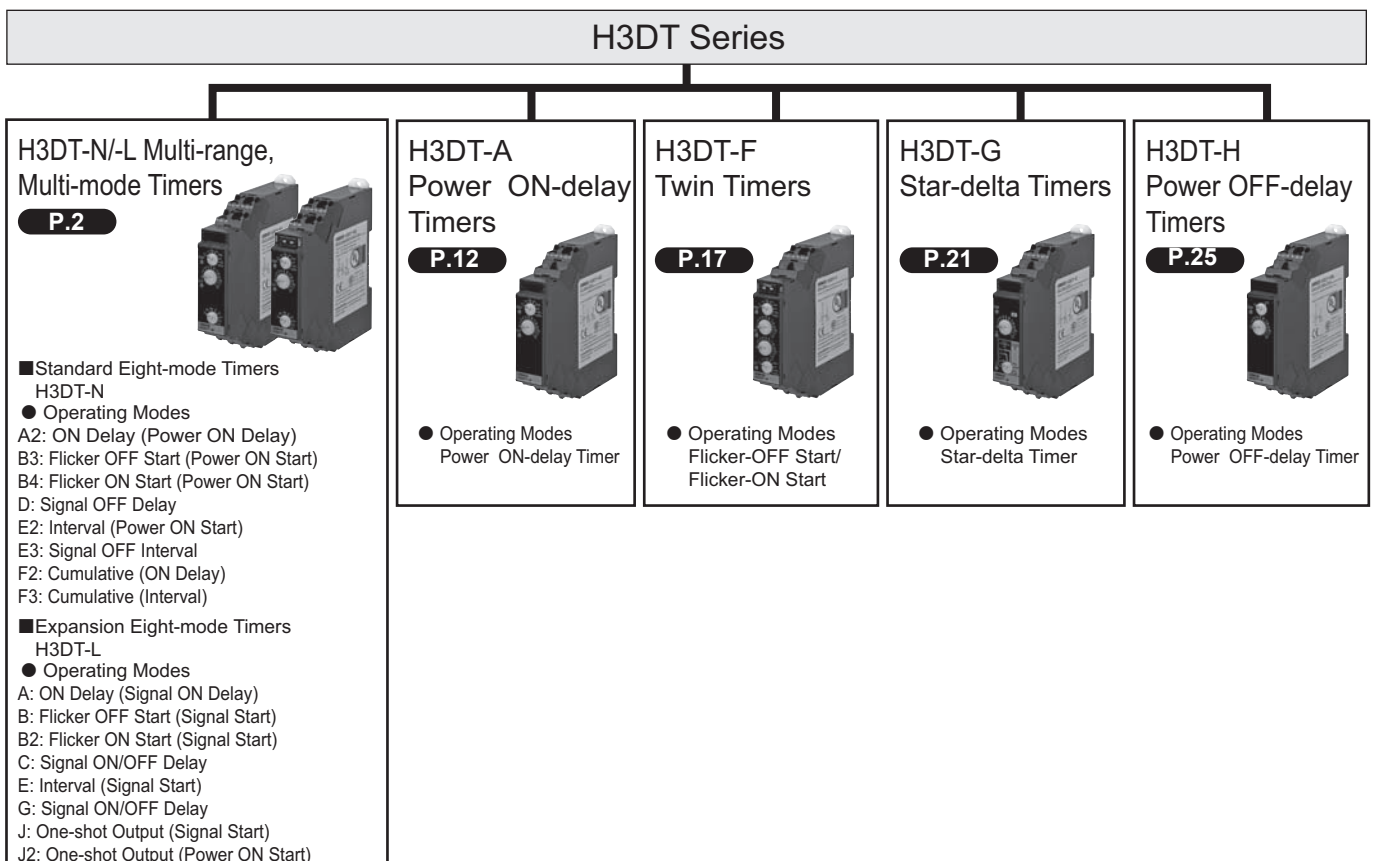 H3DT Series
H3DT-N/-L Multi-range,
Multi-mode Timers
P.2
■Standard Eight-mode Timers
H3DT-N
● Operating Modes
A2: ON Delay (Power ON Delay)
B3: Flicker OFF Start (Power ON Start)
B4: Flicker ON Start (Power ON Start)
D: Signal OFF Delay
E2: Interval (Power ON Start)
E3: Signal OFF Interval
F2: Cumulative (ON Delay)
F3: Cumulative (Interval)
■Expansion Eight-mode Timers
H3DT-L
● Operating Modes
A: ON Delay (Signal ON Delay)
B: Flicker OFF Start (Signal Start)
B2: Flicker ON Start (Signal Start)
C: Signal ON/OFF Delay
E: Interval (Signal Start)
G: Signal ON/OFF Delay
J: One-shot Output (Signal Start)
J2: One-shot Output (Power ON Start)
H3DT-A
Power ON-delay
Timers
P.12
● Operating Modes
Power ON-delay Timer
H3DT-F
Twin Timers
P.17
● Operating Modes
Flicker-OFF Start/
Flicker-ON Start
H3DT-G
Star-delta Timers
P.21
● Operating Modes
Star-delta Timer
H3DT-H
Power OFF-delay
Timers
P.25
● Operating Modes
Power OFF-delay Timer